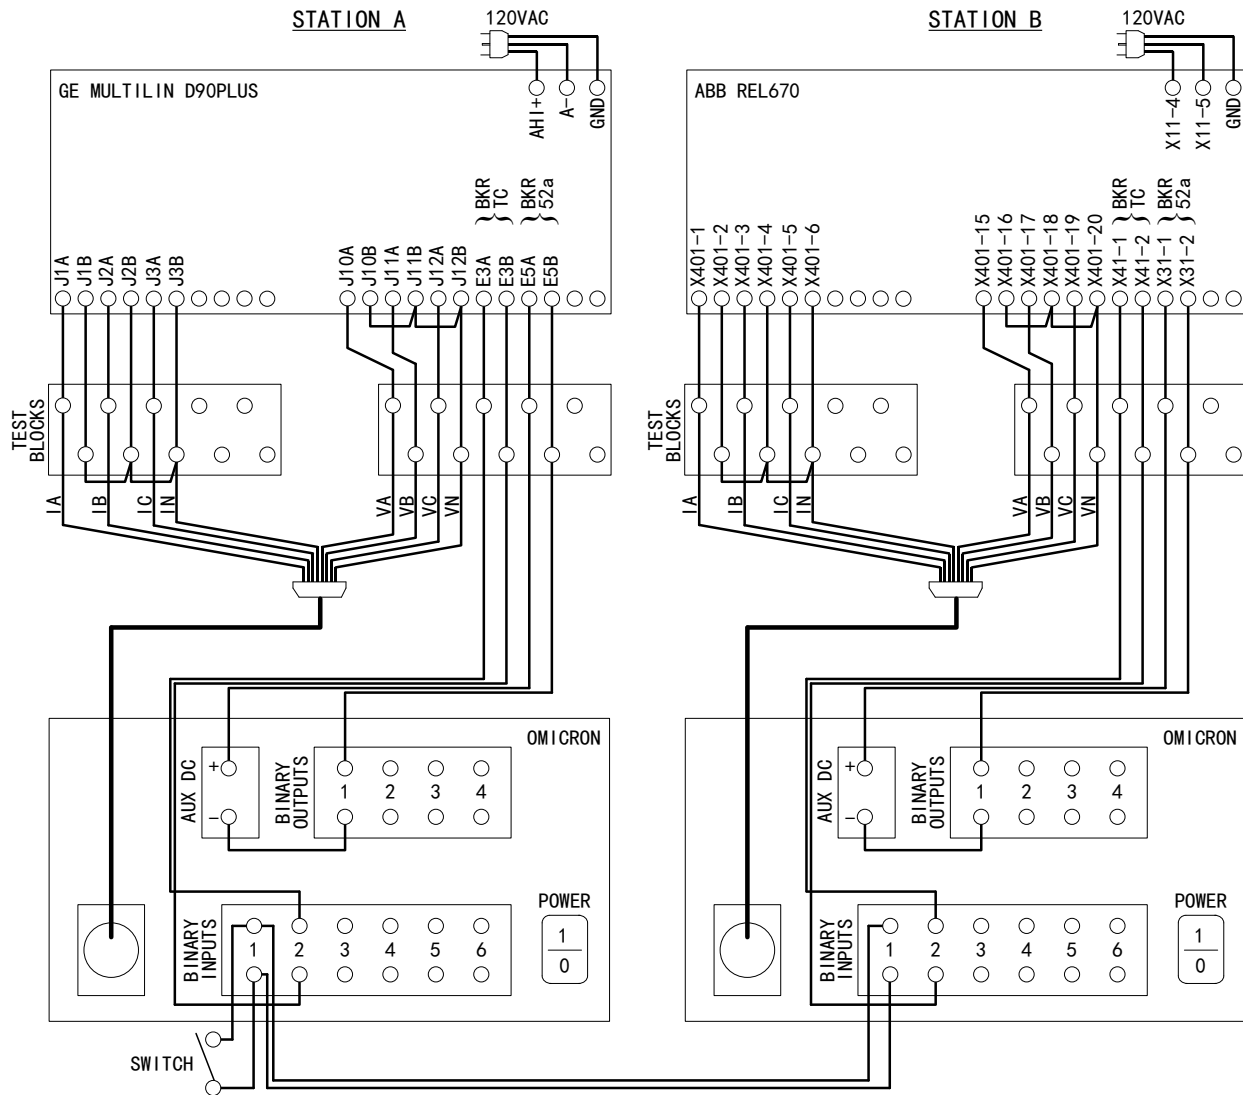 STATION A
STATION B
120VAC
120VAC
GE MULTILIN D90PLUS
AHI+
A-
GND
ABB REL670
X11-4
X11-5
GND
BKR
TC
BKR
52a
BKR
TC
BKR
52a
J1A
J1B
J2A
J2B
J3A
J3B
J10A
J10B
J11A
J11B
J12A
J12B
E3A
E3B
E5A
E5B
X401-1
X401-2
X401-3
X401-4
X401-5
X401-6
X401-15
X401-16
X401-17
X401-18
X401-19
X401-20
X41-1
X41-2
X31-1
X31-2
TEST
BLOCKS
TEST
BLOCKS
IA
IB
IC
IN
VA
VB
VC
VN
IA
IB
IC
IN
VA
VB
VC
VN
OMICRON
OMICRON
AUX DC
+
−
BINARY
OUTPUTS
1 2 3 4
AUX DC
+
−
BINARY
OUTPUTS
1 2 3 4
BINARY
INPUTS
1 2 3 4 5 6
POWER
1
0
BINARY
INPUTS
1 2 3 4 5 6
POWER
1
0
SWITCH